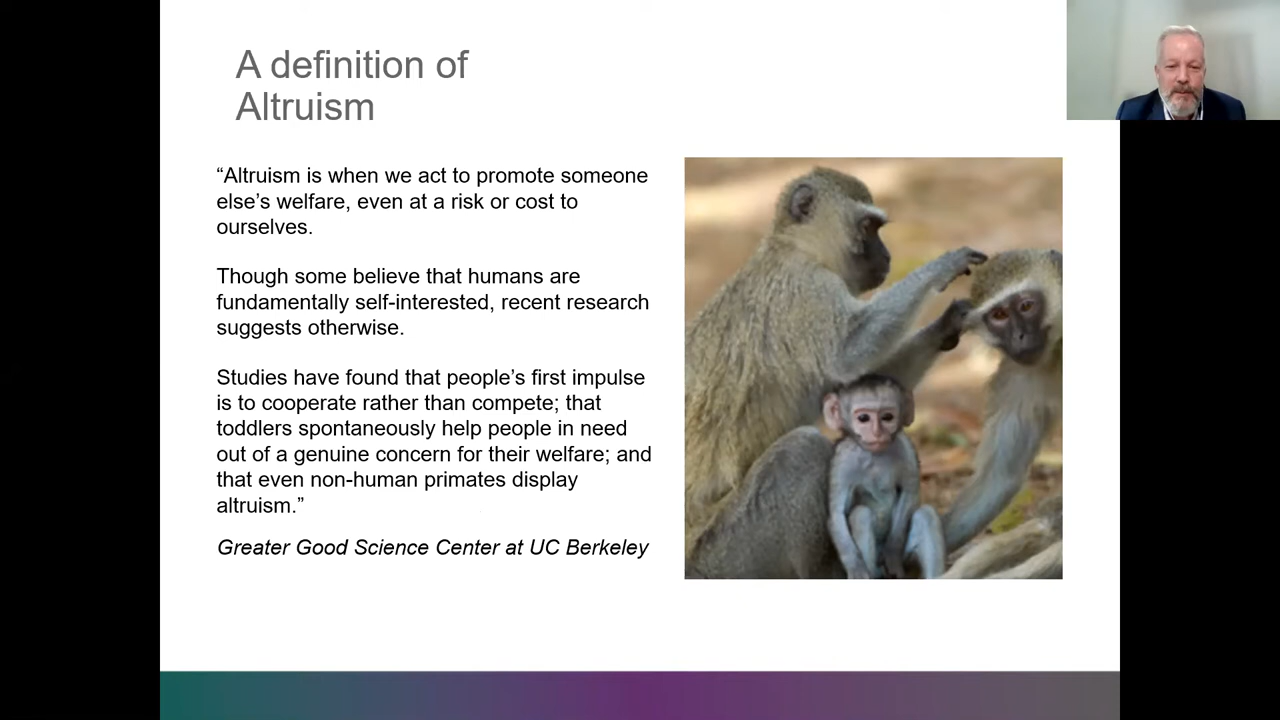 A definition of
Altruism
“Altruism is when we act to promote someone
else’s welfare, even at a risk or cost to
ourselves.
Though some believe that humans are
fundamentally self-interested, recent research
suggests otherwise.
Studies have found that people’s first impulse
is to cooperate rather than compete; that
toddlers spontaneously help people in need
out of a genuine concern for their welfare; and
that even non-human primates display
altruism.”
Greater Good Science Center at UC Berkeley